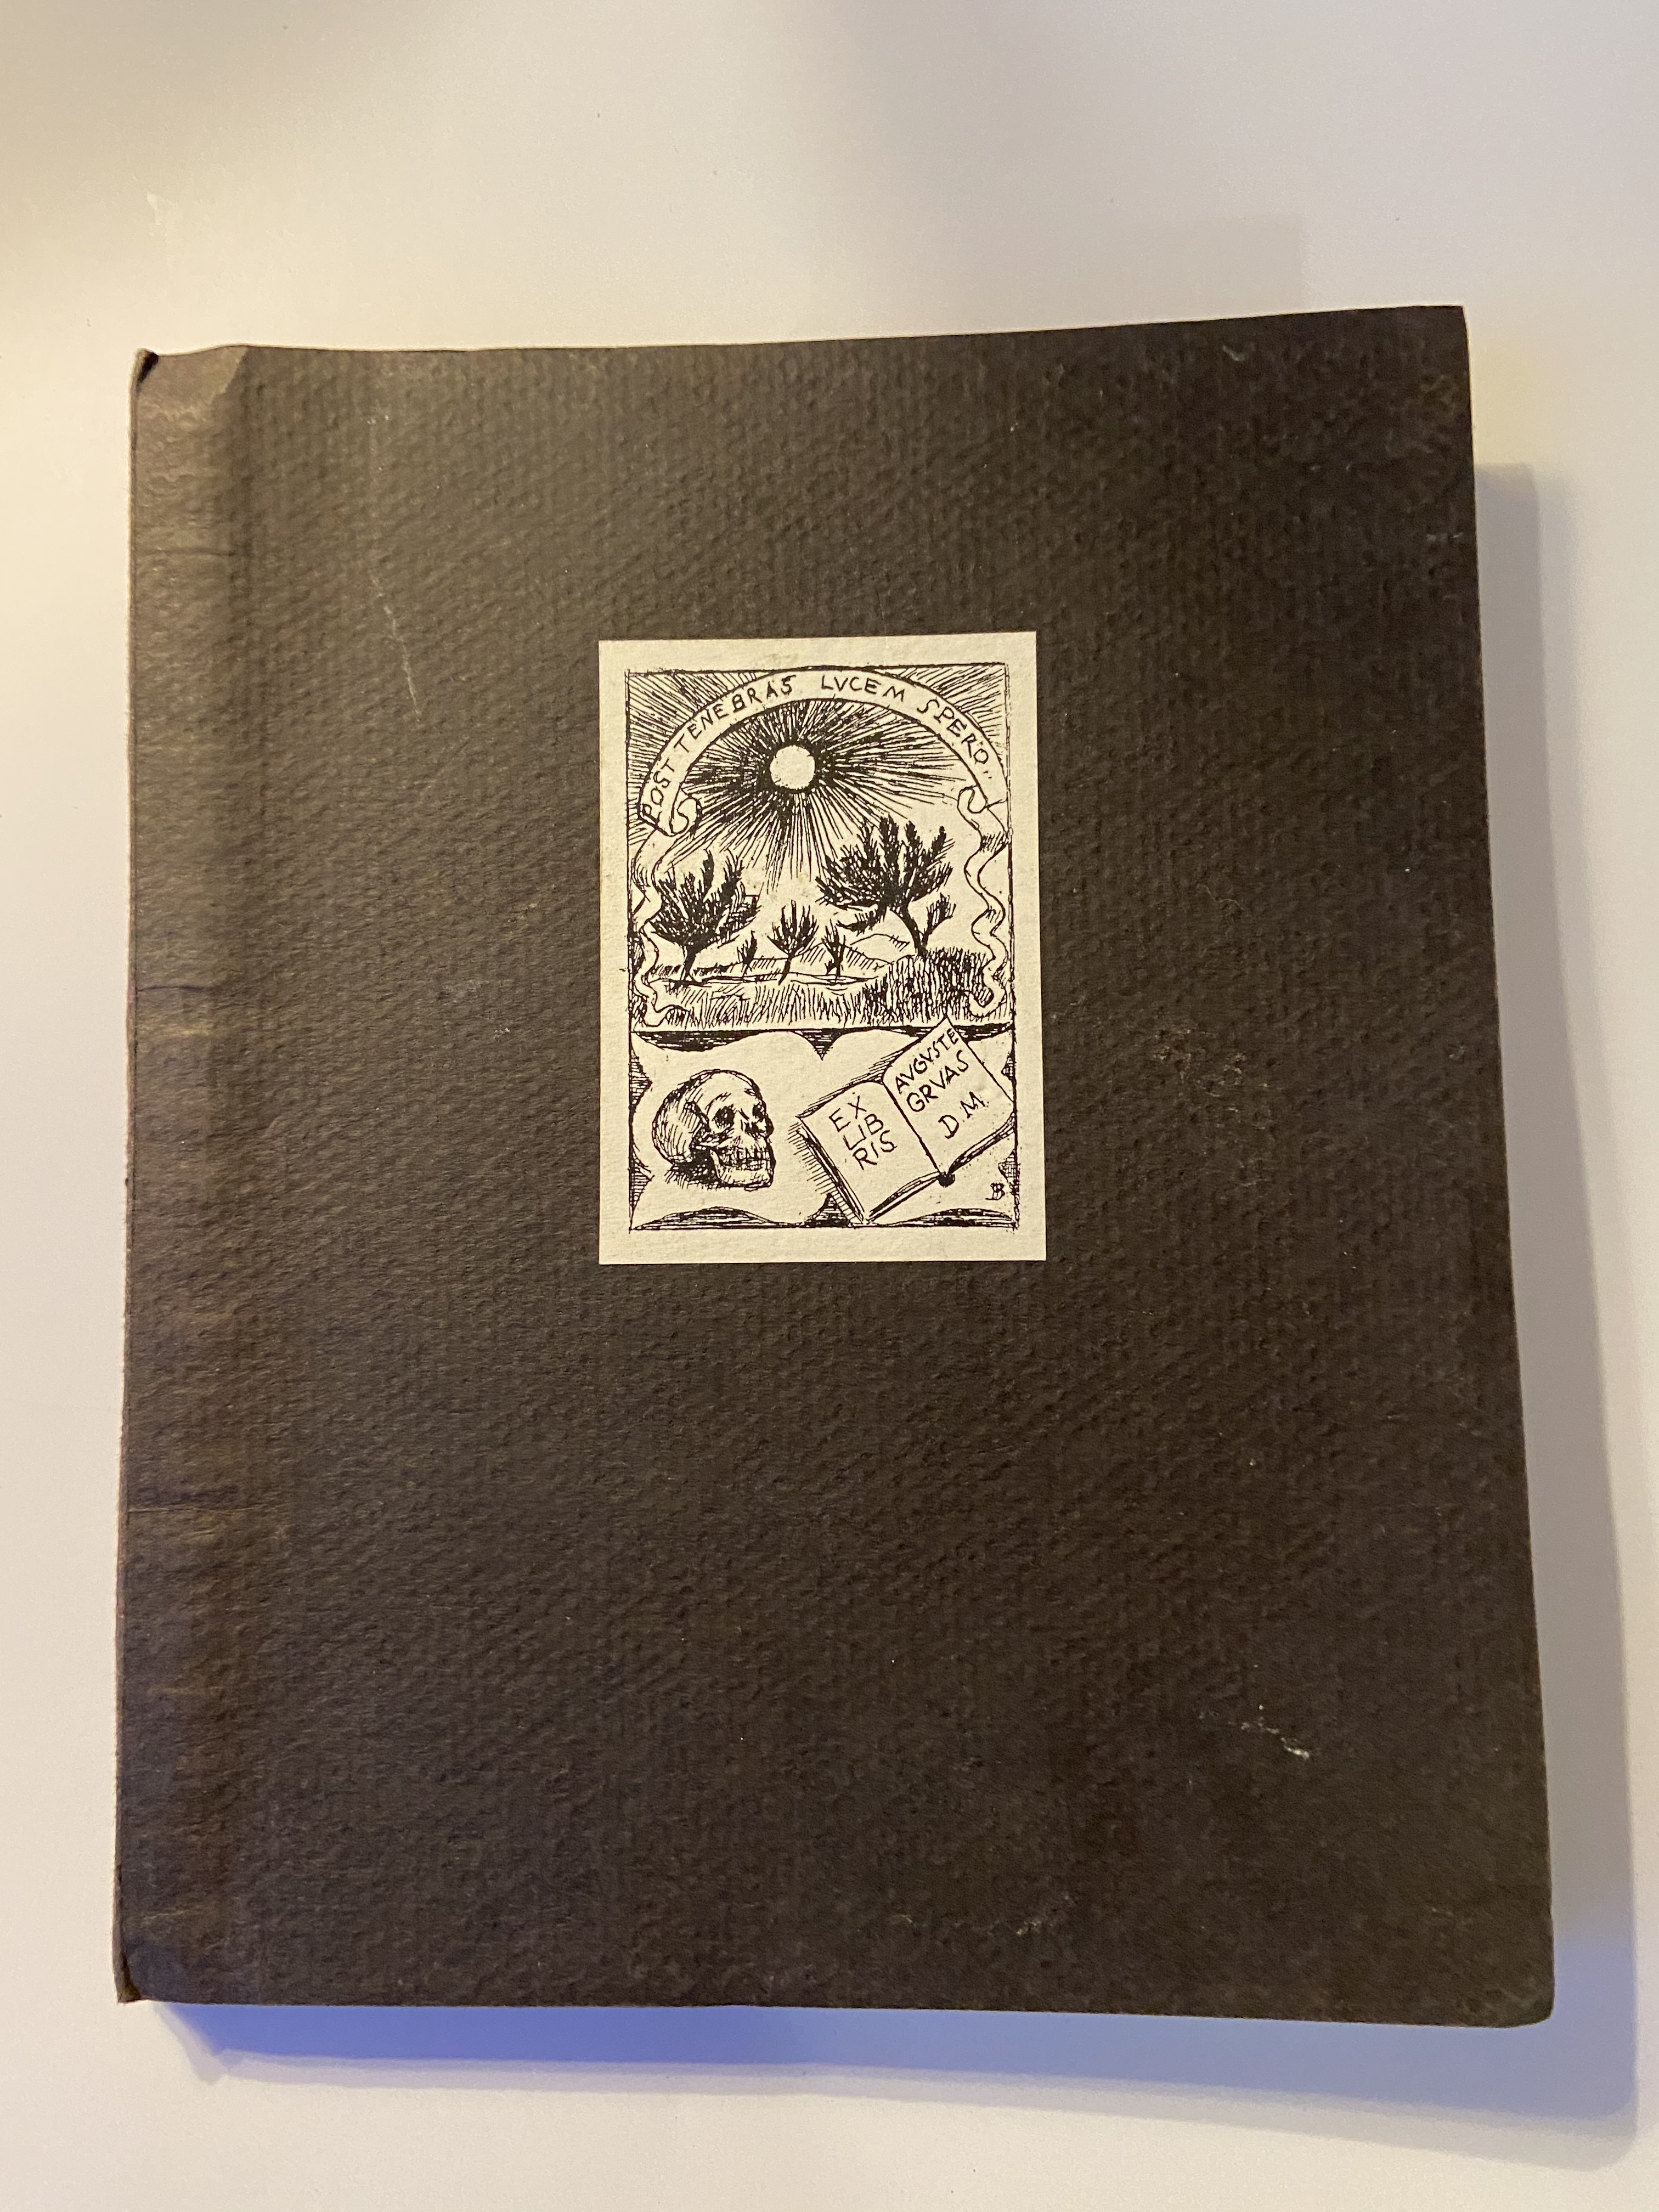 POST TENEBRAS LVCEM SPERO.
EX
LIB
RIS
AVGVSTE
GRVAS
D.M.